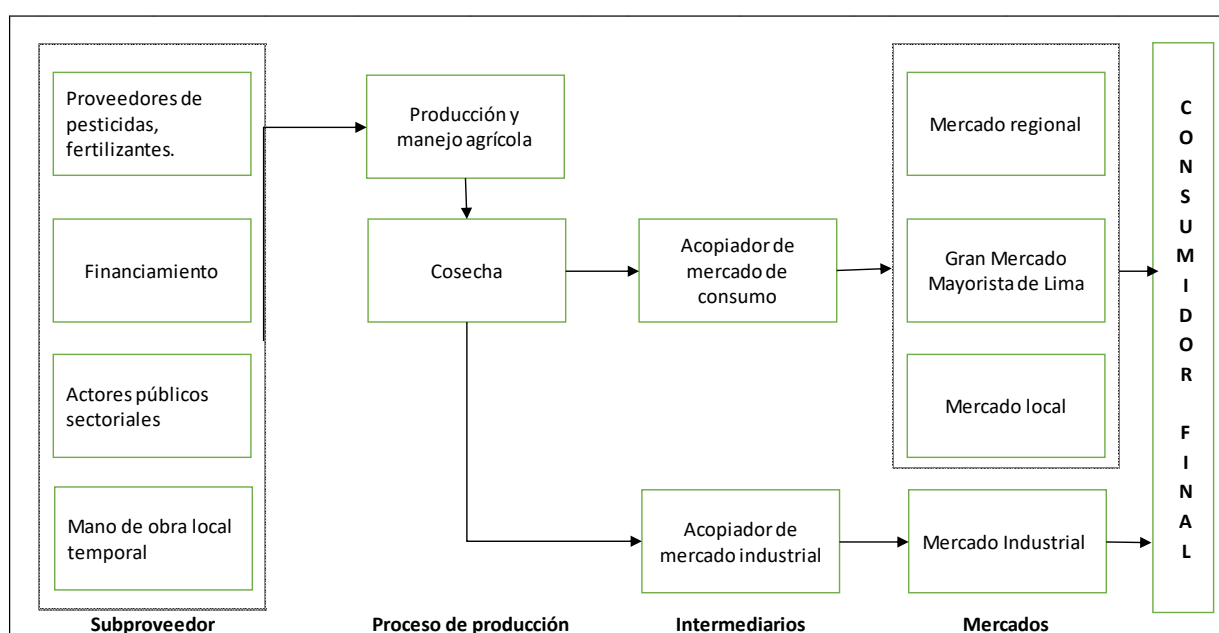 Proveedores de
pesticidas,
fertilizantes.
Financiamiento
Actores públicos
sectoriales
Mano de obra local
temporal
Subproveedor
Producción y
manejo agrícola
Cosecha
Proceso de producción
Acopiador de
mercado de
consumo
Acopiador de
mercado industrial
Intermediarios
Mercado regional
Gran Mercado
Mayorista de Lima
Mercado local
Mercado Industrial
Mercados
CONSUMIDOR FINAL